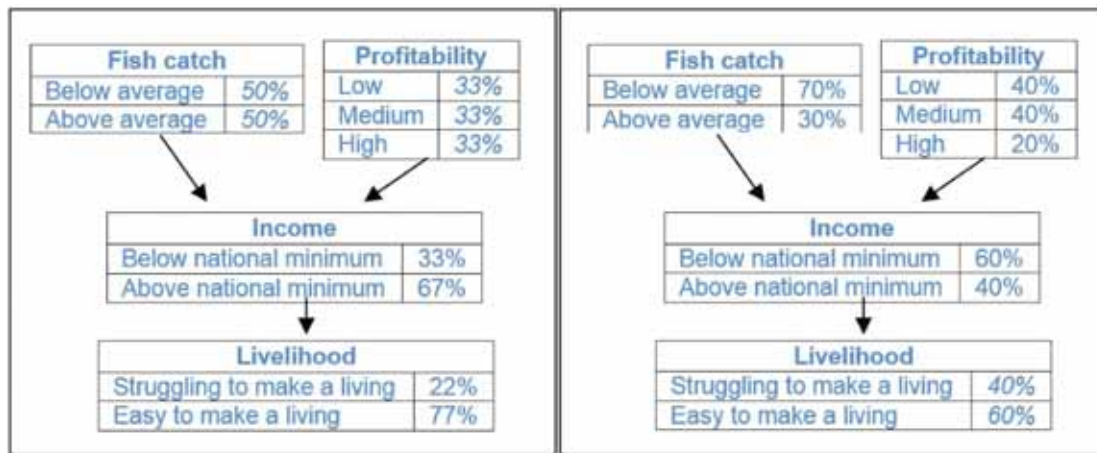 Fish catch
Below average 50%
Above average 50%
Profitability
Low 33%
Medium 33%
High 33%
Income
Below national minimum 33%
Above national minimum 67%
Livelihood
Struggling to make a living 22%
Easy to make a living 77%
Fish catch
Below average 70%
Above average 30%
Profitability
Low 40%
Medium 40%
High 20%
Income
Below national minimum 60%
Above national minimum 40%
Livelihood
Struggling to make a living 40%
Easy to make a living 60%